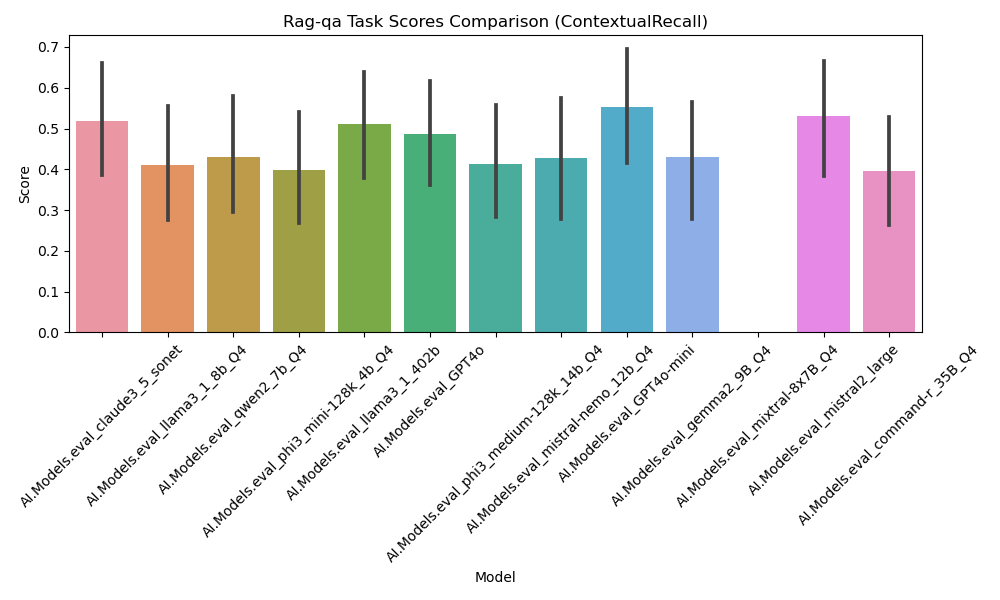 Rag-qa Task Scores Comparison (ContextualRecall)
Score
0.7
0.6
0.5
0.4
0.3
0.2
0.1
0.0
AI.Models.eval_claude3_5_sonet
AI.Models.eval_llama3_1_8b_Q4
AI.Models.eval_qwen2_7b_Q4
AI.Models.eval_phi3_mini-128k_4b_Q4
AI.Models.eval_llama3_1_402b
AI.Models.eval_GPT4o
AI.Models.eval_phi3_medium-128k_14b_Q4
AI.Models.eval_mistral-nemo_12b_Q4
AI.Models.eval_GPT4o-mini
AI.Models.eval_gemma2_9B_Q4
AI.Models.eval_mixtral-8x7B_Q4
AI.Models.eval_mistral2_large
AI.Models.eval_command-r_35B_Q4
Model